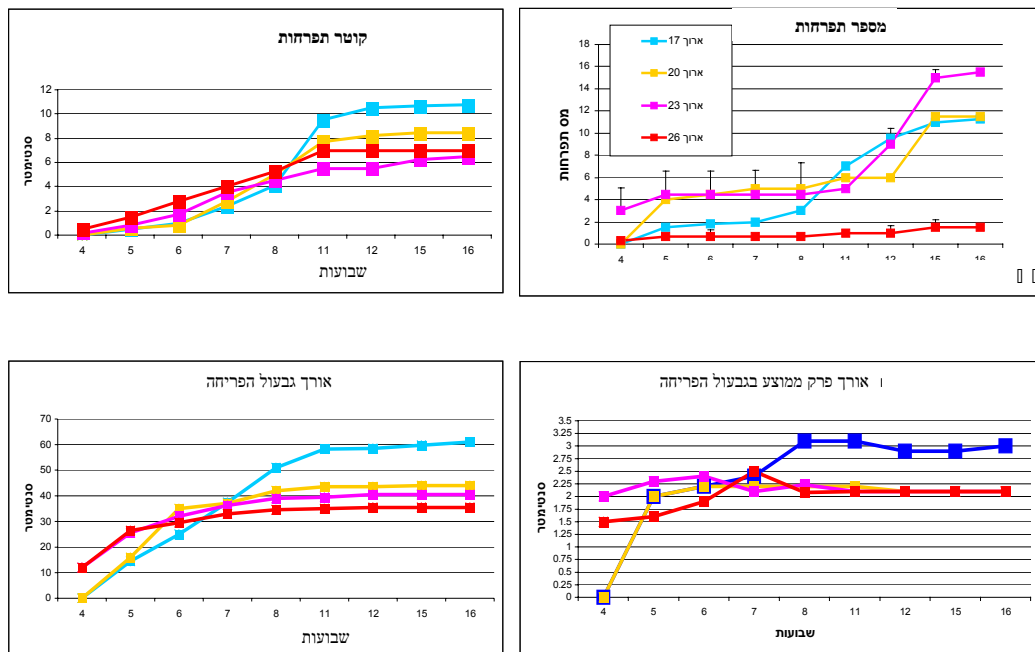 קוטר תפרחות
12
10
8
6
4
2
0
סנטימטר
4 5 6 7 8 11 12 15 16
שבועות
מספר תפרחות
ארוך 17
ארוך 20
ארוך 23
ארוך 26
18
16
14
12
10
8
6
4
2
0
מס תפרחות
4 5 6 7 8 11 12 15 16
אורך גבעול הפריחה
70
60
50
40
30
20
10
0
סנטימטר
4 5 6 7 8 11 12 15 16
שבועות
אורך פרק ממוצע בגבעול הפריחה
3.5
3.25
3
2.75
2.5
2.25
2
1.75
1.5
1.25
1
0.75
0.5
0.25
0
סנטימטר
4 5 6 7 8 11 12 15 16
שבועות